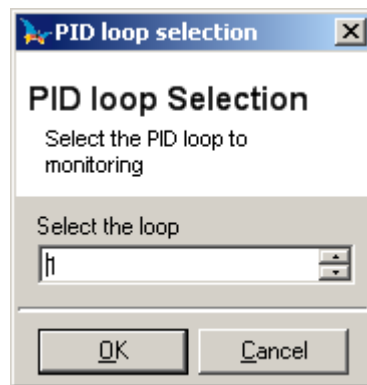 PID loop selection
PID loop Selection
Select the PID loop to
monitoring
Select the loop
1
OK
Cancel